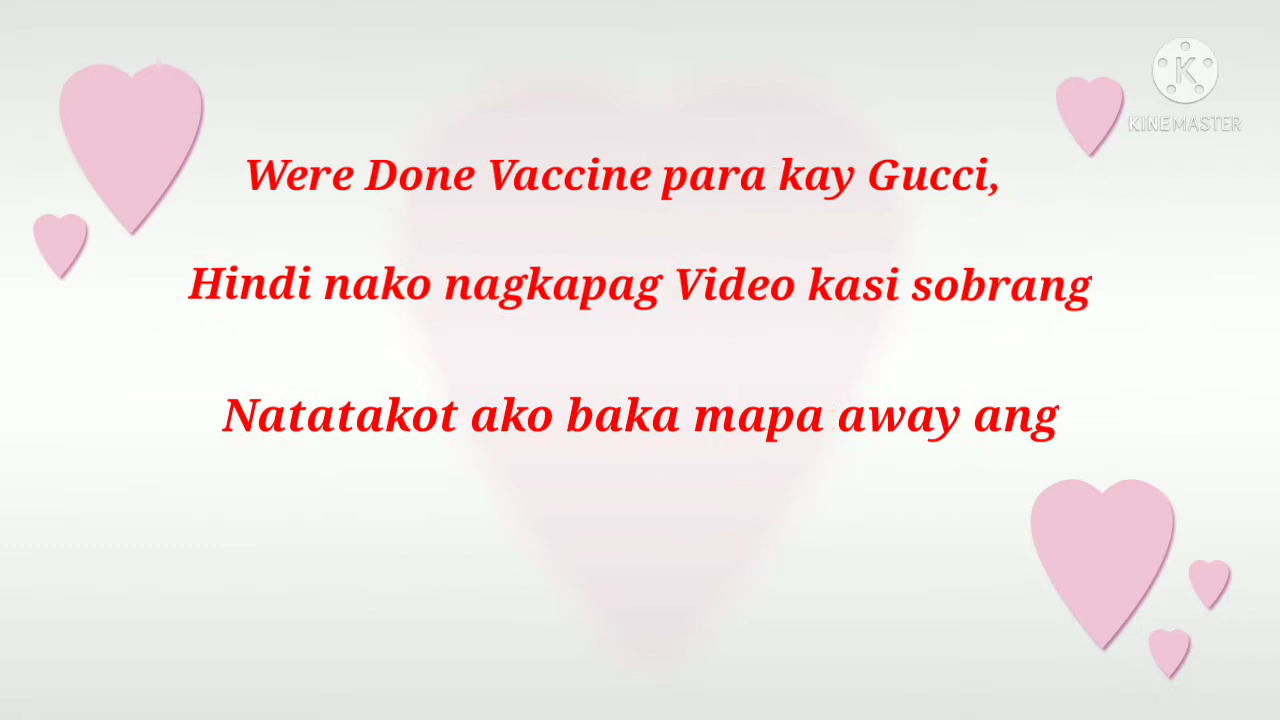 Were Done Vaccine para kay Gucci,
Hindi nako nagkapag Video kasi sobrang
Natatakot ako baka mapa away ang
K
KINEMASTER